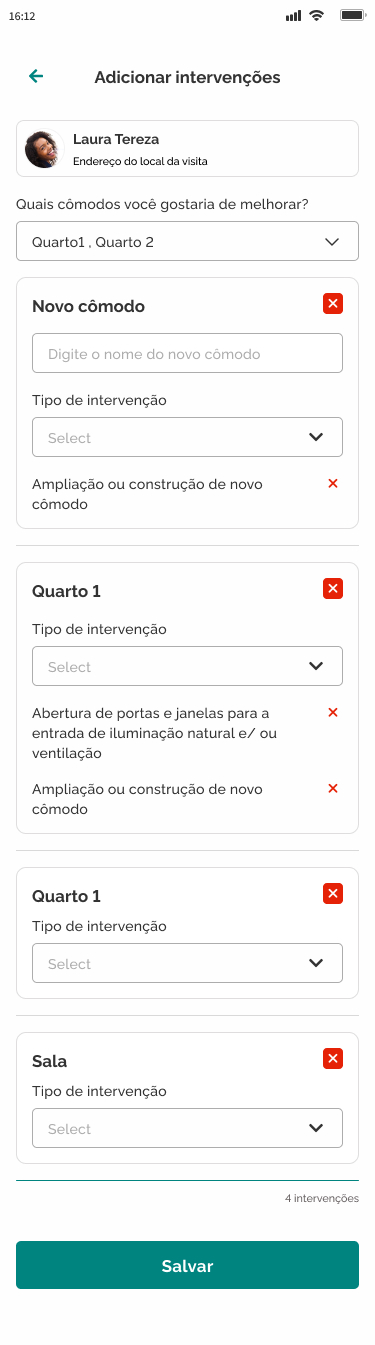 16:12
Adicionar intervenções
Laura Tereza
Endereço do local da visita
Quais cômodos você gostaria de melhorar?
Quarto1 , Quarto 2
Novo cômodo
Digite o nome do novo cômodo
Tipo de intervenção
Select
Ampliação ou construção de novo
cômodo
Quarto 1
Tipo de intervenção
Select
Abertura de portas e janelas para a
entrada de iluminação natural e/ ou
ventilação
Ampliação ou construção de novo
cômodo
Quarto 1
Tipo de intervenção
Select
Sala
Tipo de intervenção
Select
4 intervenções
Salvar